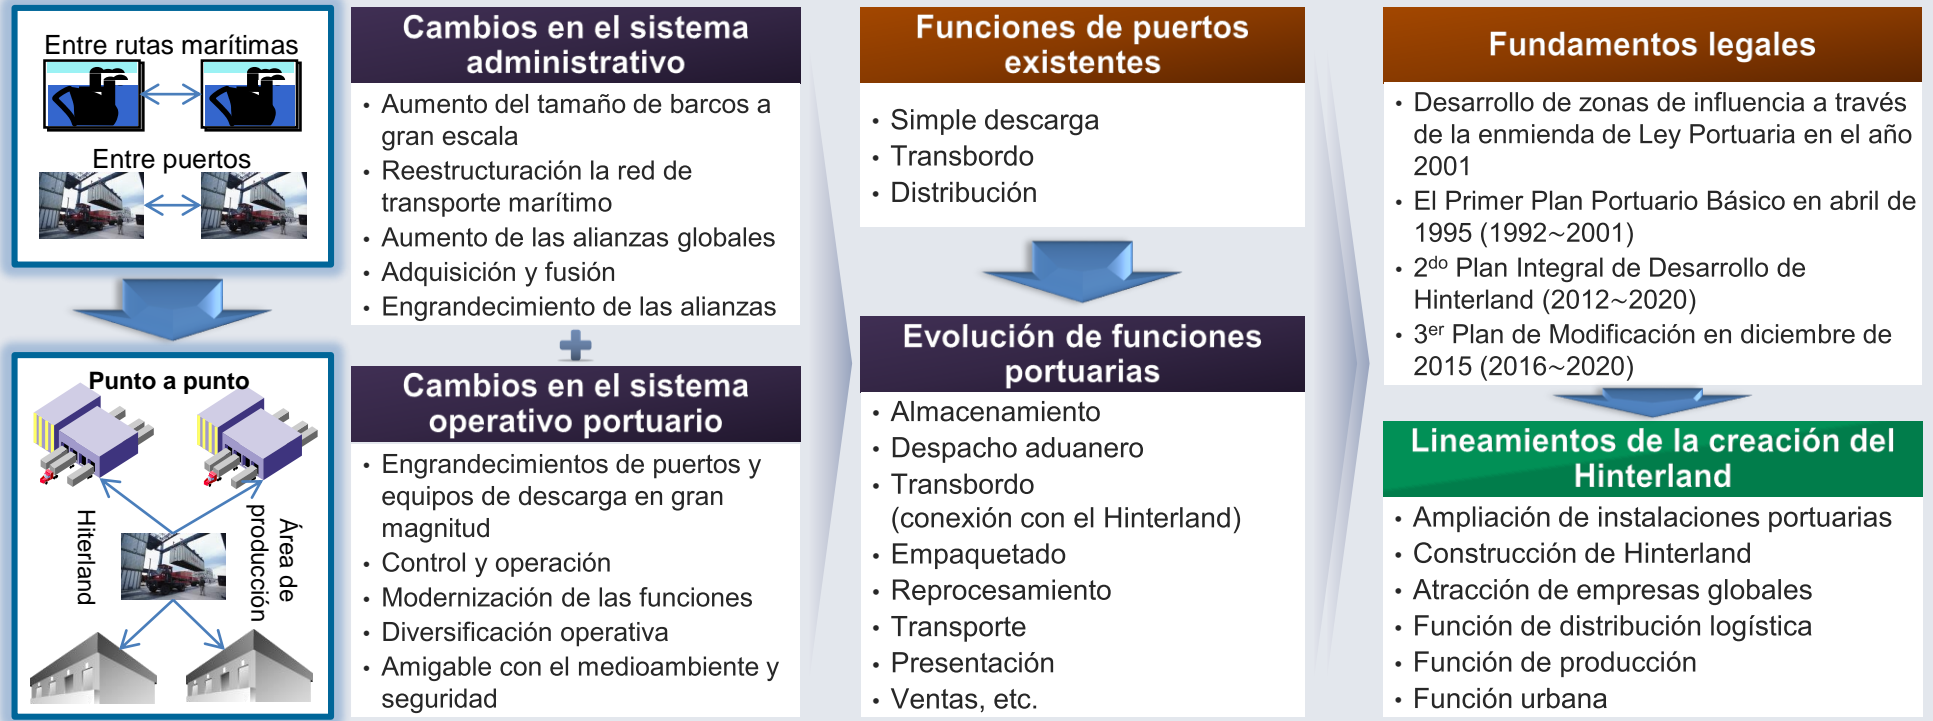 Entre rutas marítimas
Entre puertos
Punto a punto
Hiterland
Área de
producción
Cambios en el sistema
administrativo
• Aumento del tamaño de barcos a
gran escala
• Reestructuración la red de
transporte marítimo
• Aumento de las alianzas globales
• Adquisición y fusión
• Engrandecimiento de las alianzas
Cambios en el sistema
operativo portuario
• Engrandecimientos de puertos y
equipos de descarga en gran
magnitud
• Control y operación
• Modernización de las funciones
• Diversificación operativa
• Amigable con el medioambiente y
seguridad
Funciones de puertos
existentes
• Simple descarga
• Transbordo
• Distribución
Evolución de funciones
portuarias
• Almacenamiento
• Despacho aduanero
• Transbordo
(conexión con el Hinterland)
• Empaquetado
• Reprocesamiento
• Transporte
• Presentación
• Ventas, etc.
Fundamentos legales
• Desarrollo de zonas de influencia a través
de la enmienda de Ley Portuaria en el año
2001
• El Primer Plan Portuario Básico en abril de
1995 (1992~2001)
• 2do Plan Integral de Desarrollo de
Hinterland (2012~2020)
• 3er Plan de Modificación en diciembre de
2015 (2016~2020)
Lineamientos de la creación del
Hinterland
• Ampliación de instalaciones portuarias
• Construcción de Hinterland
• Atracción de empresas globales
• Función de distribución logística
• Función de producción
• Función urbana